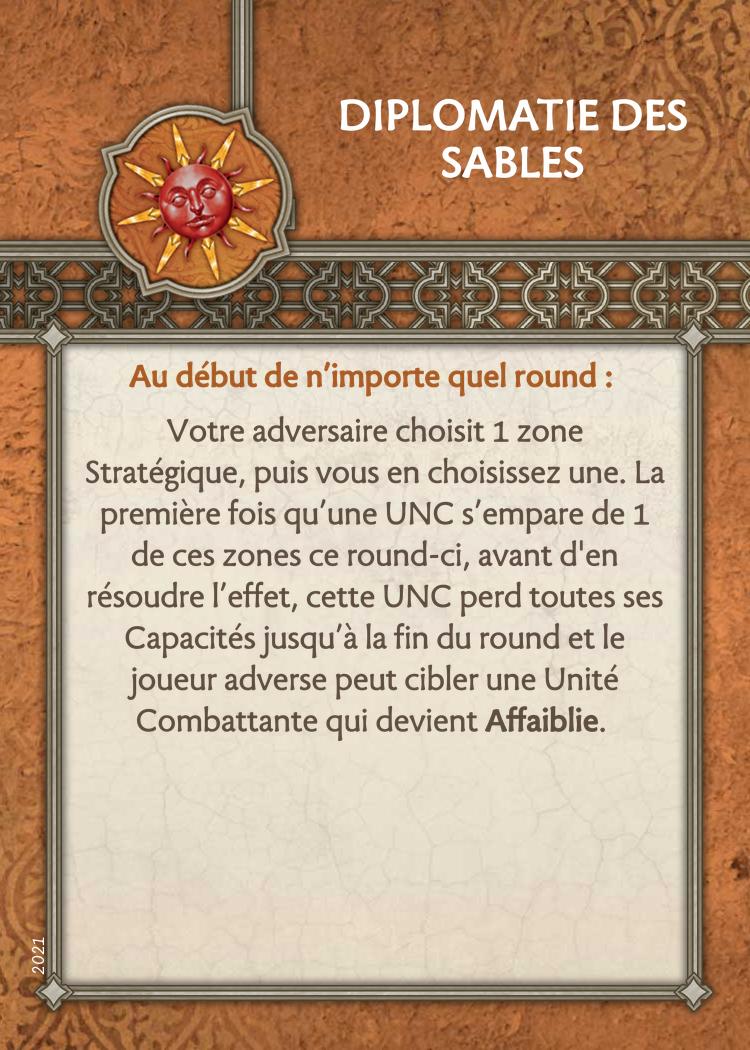 DIPLOMATIE DES
SABLES
Au début de n’importe quel round :
Votre adversaire choisit 1 zone
Stratégique, puis vous en choisissez une. La
première fois qu’une UNC s’empare de 1
de ces zones ce round-ci, avant d'en
résoudre l’effet, cette UNC perd toutes ses
Capacités jusqu’à la fin du round et le
joueur adverse peut cibler une Unité
Combattante qui devient Affaiblie.
2021